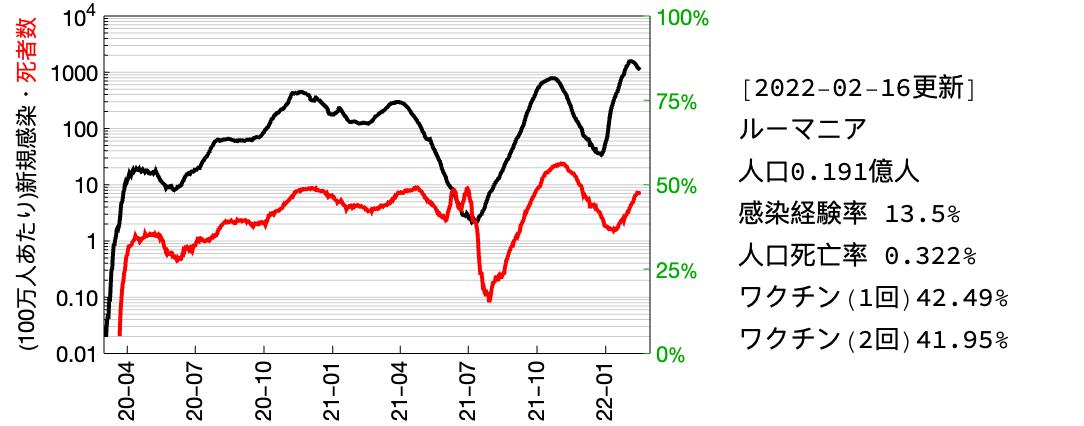 (100万人あたり)新規感染・死者数
10^4
1000
100
10
1
0.10
0.01
100%
75%
50%
25%
0%
20-04
20-07
20-10
21-01
21-04
21-07
21-10
22-01
[2022-02-16更新]
ルーマニア
人口0.191億人
感染経験率 13.5%
人口死亡率 0.322%
ワクチン(1回)42.49%
ワクチン(2回)41.95%